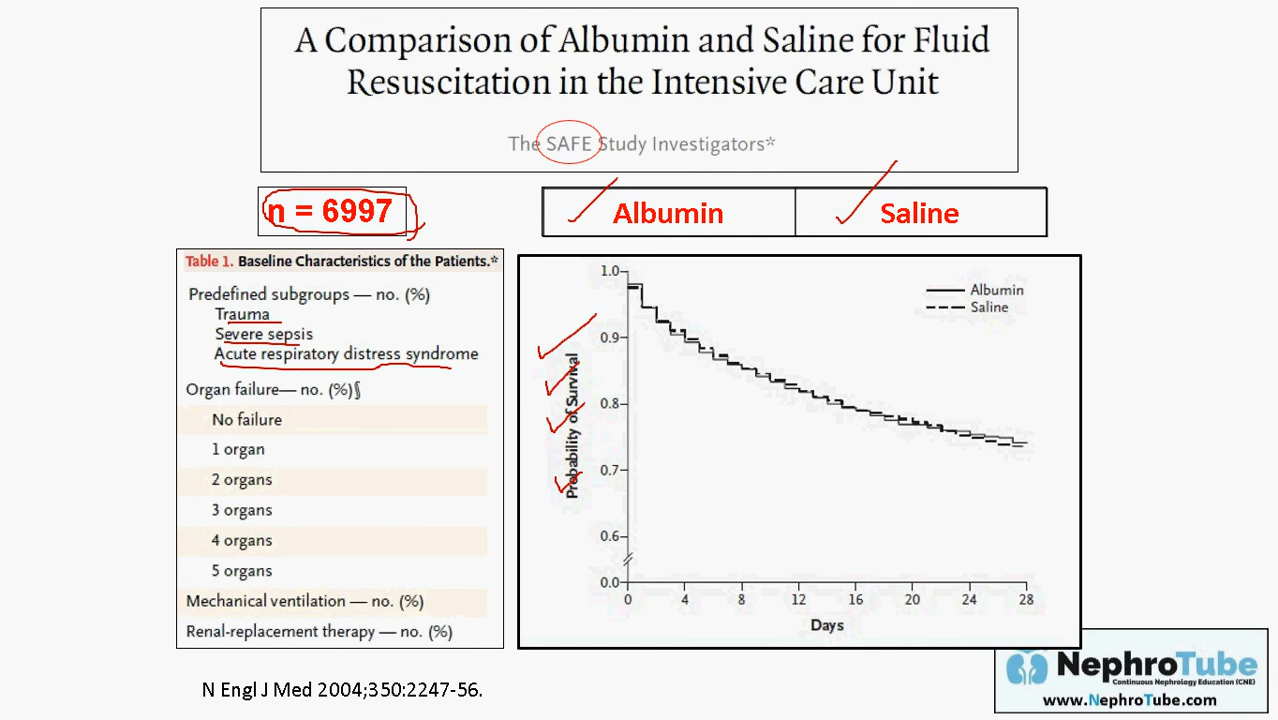 A Comparison of Albumin and Saline for Fluid
Resuscitation in the Intensive Care Unit
The SAFE Study Investigators*
n = 6997
Albumin
Saline
Table 1. Baseline Characteristics of the Patients.*
Predefined subgroups — no. (%)
Trauma
Severe sepsis
Acute respiratory distress syndrome
Organ failure— no. (%)§
No failure
1 organ
2 organs
3 organs
4 organs
5 organs
Mechanical ventilation — no. (%)
Renal-replacement therapy — no. (%)
Probability of Survival
1.0
0.9
0.8
0.7
0.6
0.0
Albumin
Saline
0 4 8 12 16 20 24 28
Days
N Engl J Med 2004;350:2247-56.
NephroTube
Continuous Nephrology Education (CNE)
www.NephroTube.com